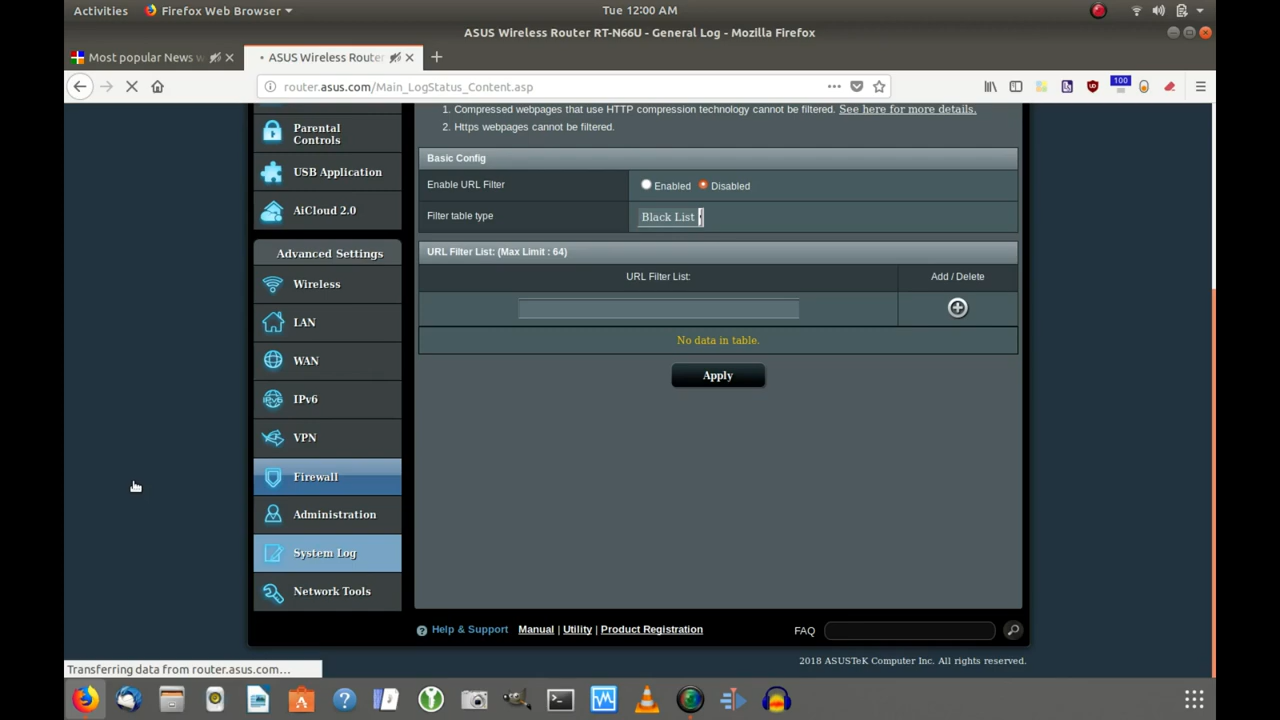 Activities
Firefox Web Browser
Tue 12:00 AM
ASUS Wireless Router RT-N66U - General Log - Mozilla Firefox
Most popular News w
ASUS Wireless Router
router.asus.com/Main_LogStatus_Content.asp
100
1. Compressed webpages that use HTTP compression technology cannot be filtered. See here for more details.
2. Https webpages cannot be filtered.
Parental
Controls
USB Application
AiCloud 2.0
Advanced Settings
Wireless
LAN
WAN
IPv6
VPN
Firewall
Administration
System Log
Network Tools
Basic Config
Enable URL Filter
Enabled
Disabled
Filter table type
Black List
URL Filter List: (Max Limit : 64)
URL Filter List:
Add / Delete
No data in table.
Apply
Help & Support
Manual | Utility | Product Registration
FAQ
2018 ASUSTeK Computer Inc. All rights reserved.
Transferring data from router.asus.com...